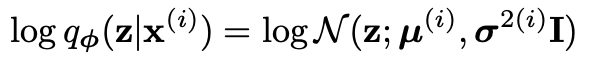 log q_ϕ(z|x^(i)) = log 𝒩(z; μ^(i), σ^2(i)I)